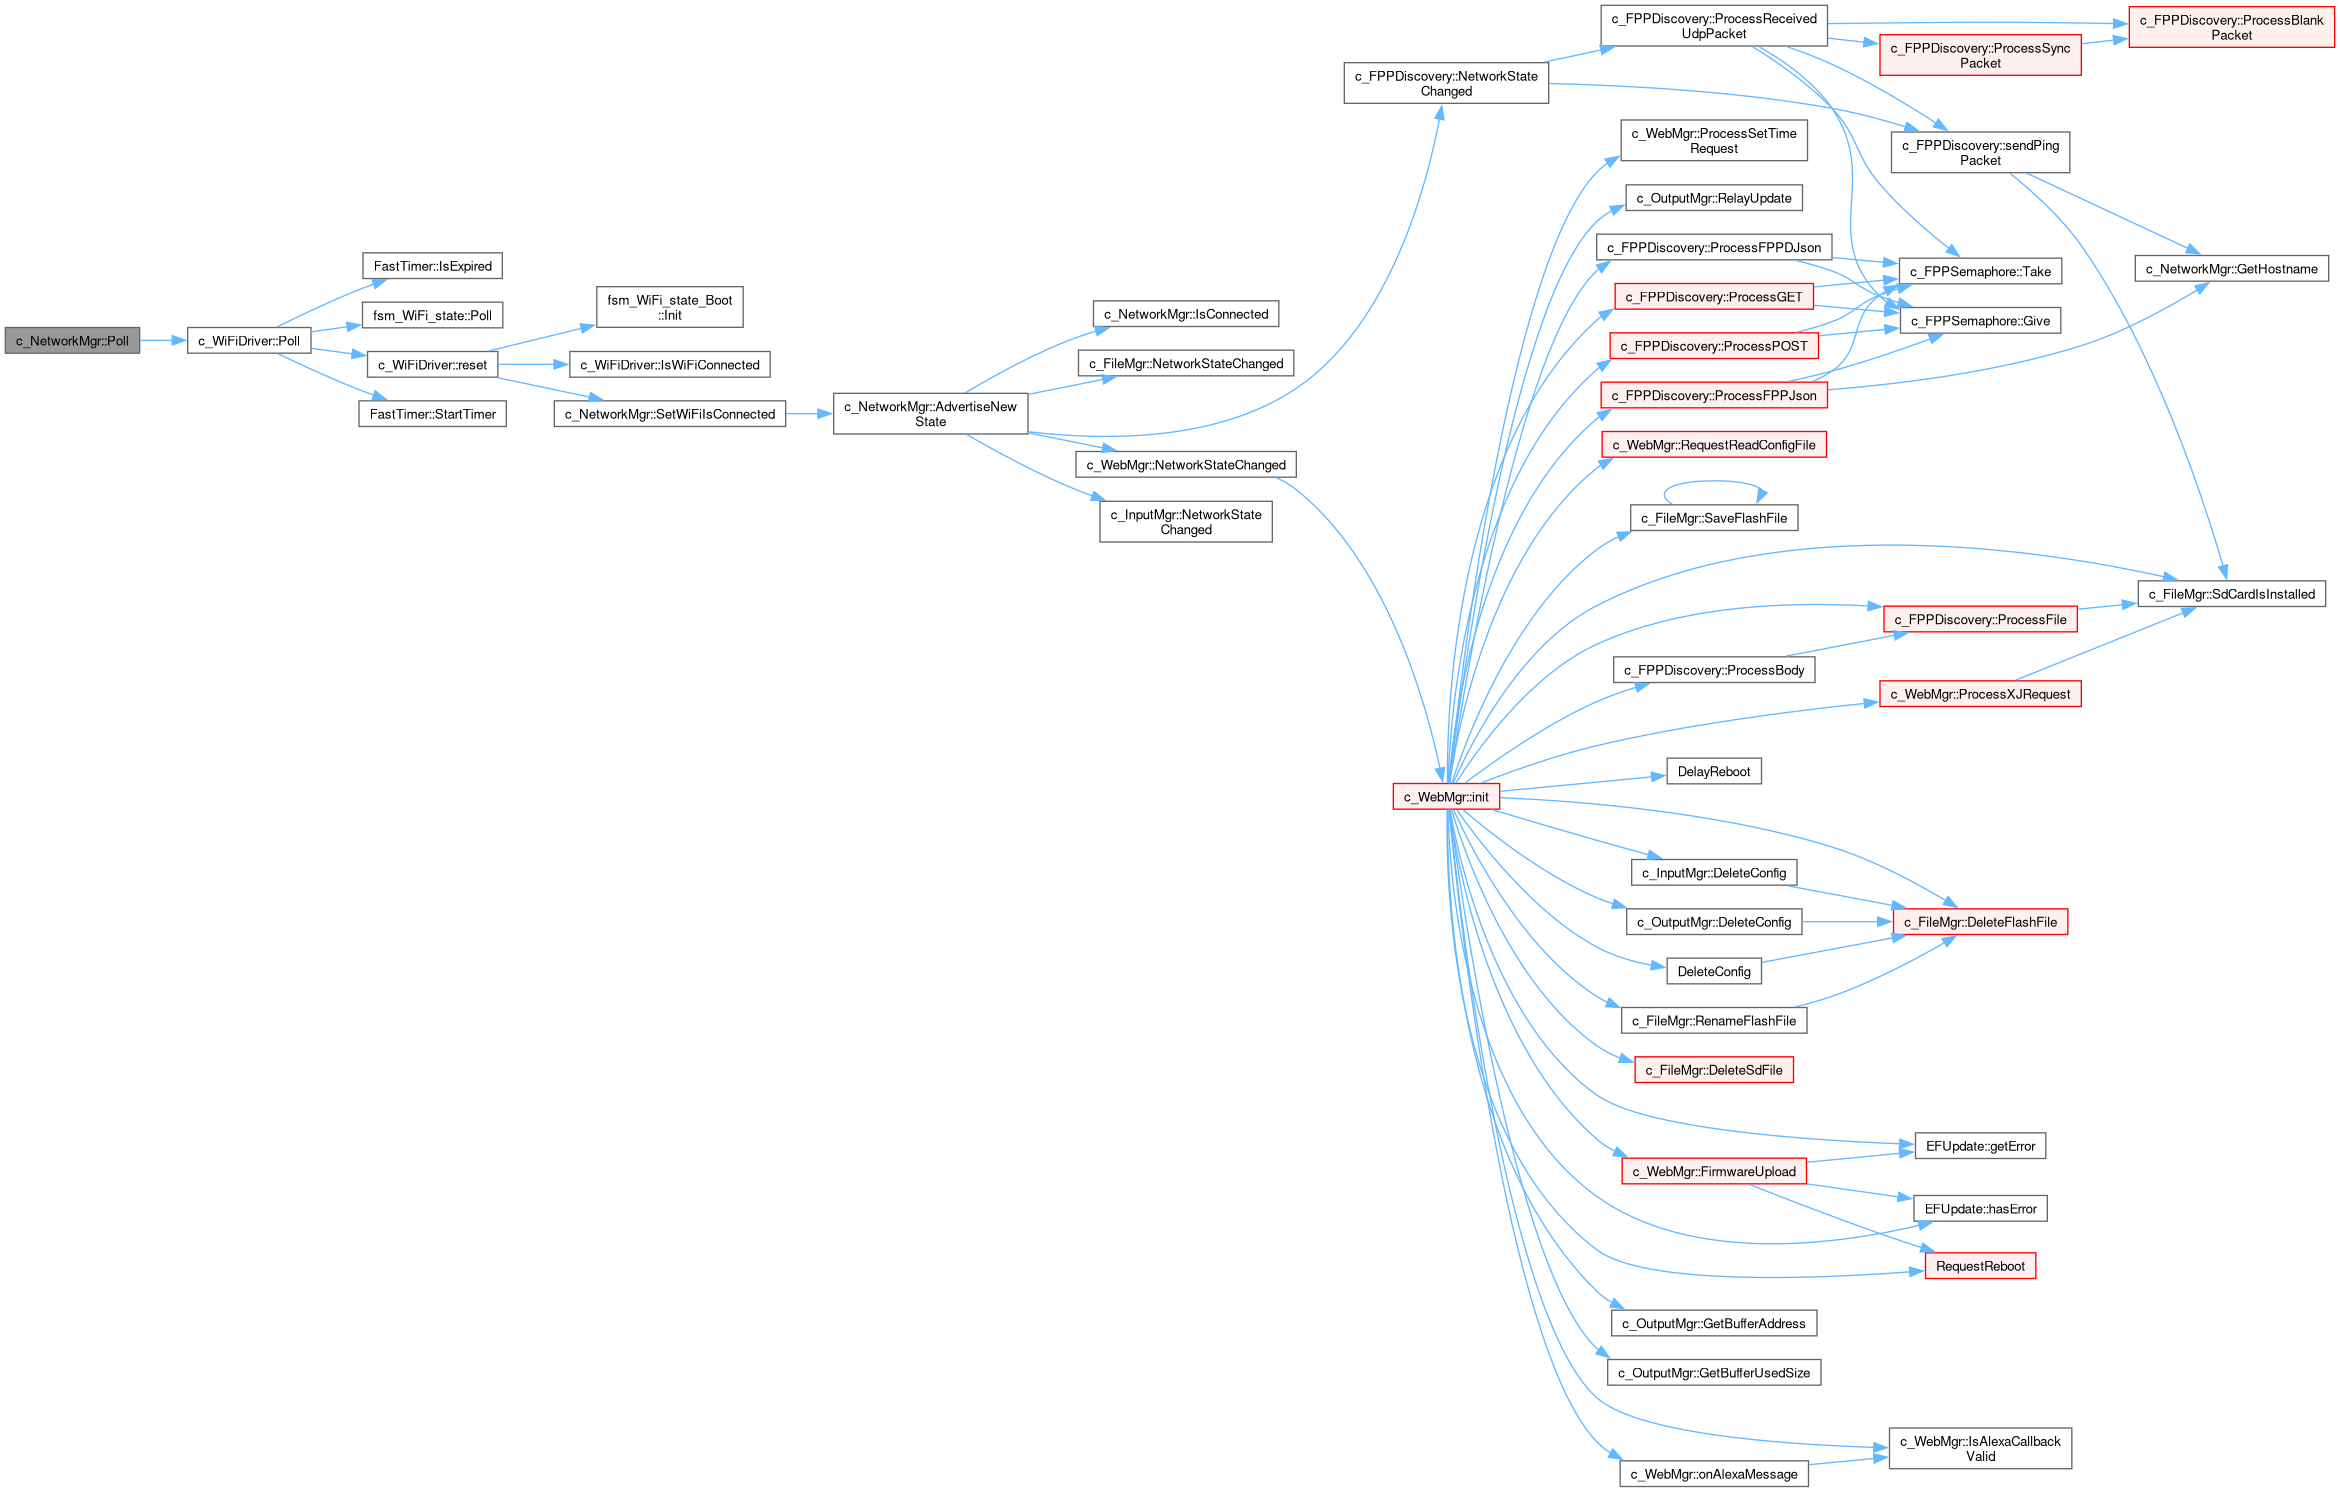 c_NetworkMgr::Poll
c_WiFiDriver::Poll
FastTimer::IsExpired
fsm_WiFi_state::Poll
c_WiFiDriver::reset
FastTimer::StartTimer
fsm_WiFi_state_Boot
::Init
c_WiFiDriver::IsWiFiConnected
c_NetworkMgr::SetWiFiIsConnected
c_NetworkMgr::AdvertiseNew
State
c_NetworkMgr::IsConnected
c_FileMgr::NetworkStateChanged
c_WebMgr::NetworkStateChanged
c_InputMgr::NetworkState
Changed
c_FPPDiscovery::NetworkState
Changed
c_WebMgr::init
c_FPPDiscovery::ProcessReceived
UdpPacket
c_WebMgr::ProcessSetTime
Request
c_OutputMgr::RelayUpdate
c_FPPDiscovery::ProcessFPPDJson
c_FPPDiscovery::ProcessGET
c_FPPDiscovery::ProcessPOST
c_FPPDiscovery::ProcessFPPJson
c_WebMgr::RequestReadConfigFile
c_FileMgr::SaveFlashFile
c_FPPDiscovery::ProcessBody
DelayReboot
c_InputMgr::DeleteConfig
c_OutputMgr::DeleteConfig
DeleteConfig
c_FileMgr::RenameFlashFile
c_FileMgr::DeleteSdFile
c_WebMgr::FirmwareUpload
c_OutputMgr::GetBufferAddress
c_OutputMgr::GetBufferUsedSize
c_WebMgr::onAlexaMessage
c_FPPDiscovery::ProcessSync
Packet
c_FPPDiscovery::sendPing
Packet
c_FPPSemaphore::Take
c_FPPSemaphore::Give
c_FPPDiscovery::ProcessFile
c_WebMgr::ProcessXJRequest
c_FileMgr::DeleteFlashFile
EFUpdate::getError
EFUpdate::hasError
RequestReboot
c_WebMgr::IsAlexaCallback
Valid
c_FPPDiscovery::ProcessBlank
Packet
c_NetworkMgr::GetHostname
c_FileMgr::SdCardIsInstalled